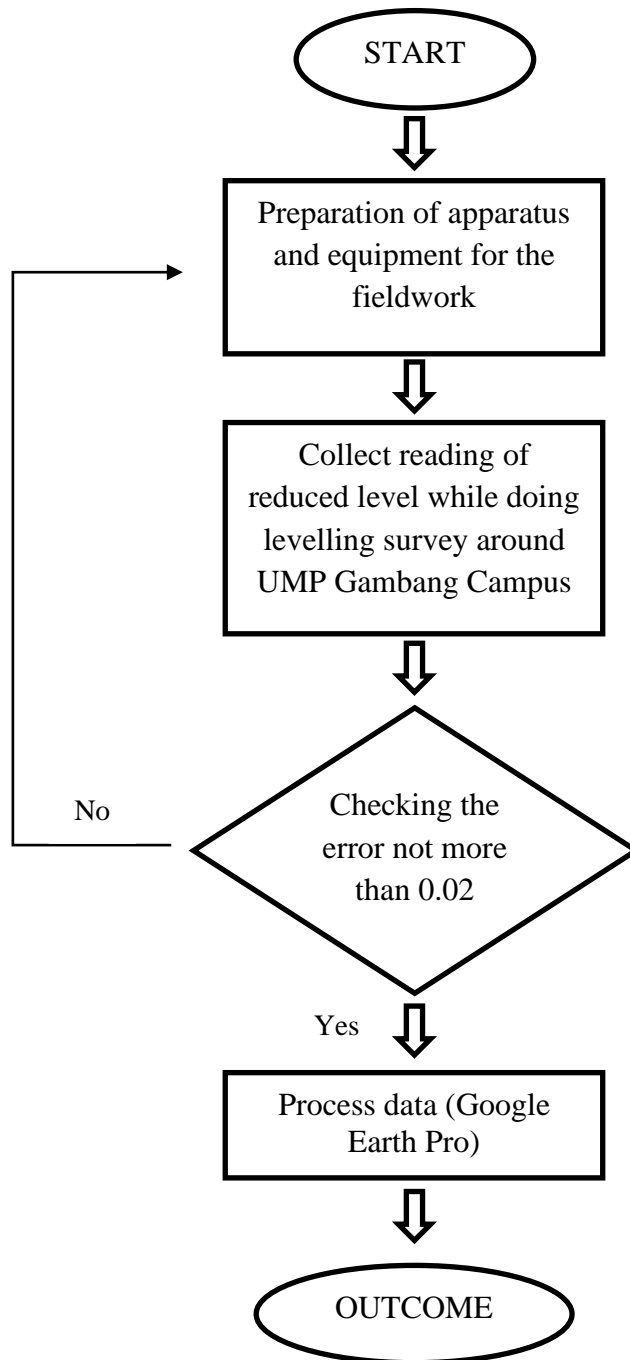 START
Preparation of apparatus
and equipment for the
fieldwork
Collect reading of
reduced level while doing
levelling survey around
UMP Gambang Campus
No
Checking the
error not more
than 0.02
Yes
Process data (Google
Earth Pro)
OUTCOME